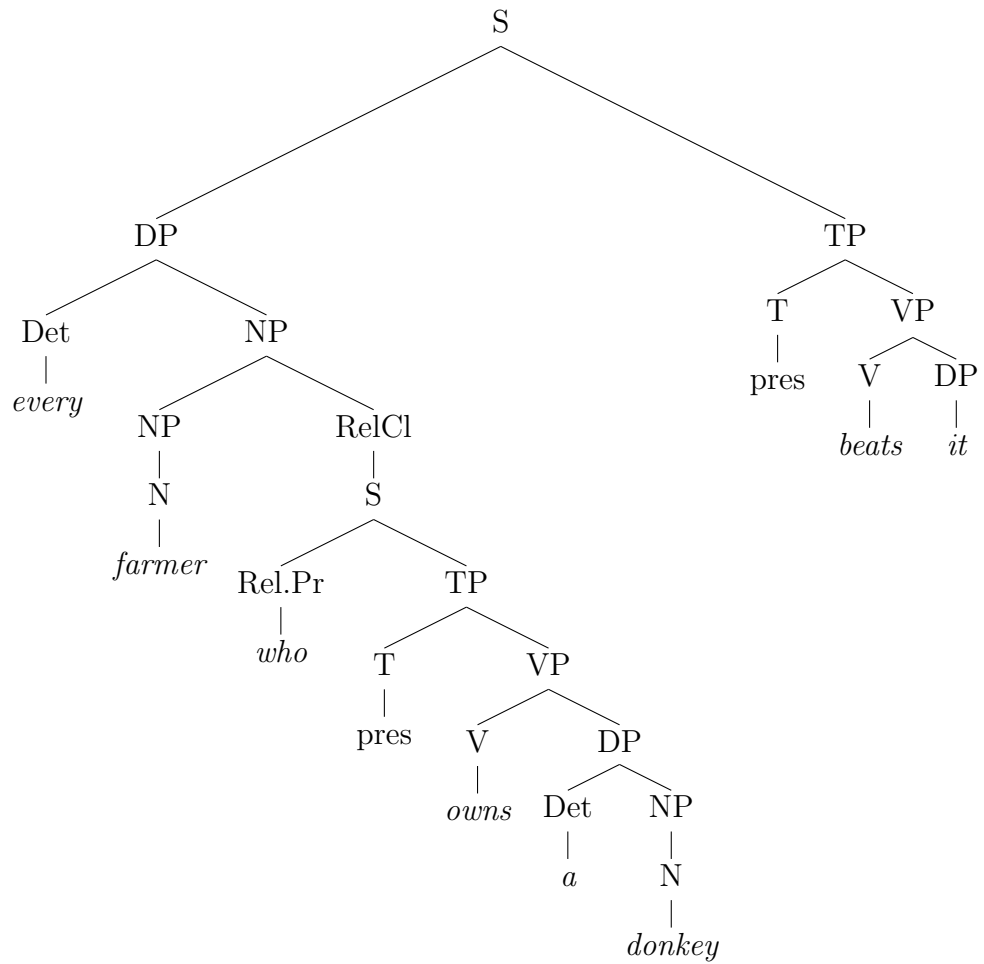 S
DP TP
Det NP T VP
every pres V DP
NP RelCl beats it
N S
farmer Rel.Pr TP
who T VP
pres V DP
owns Det NP
a N
donkey